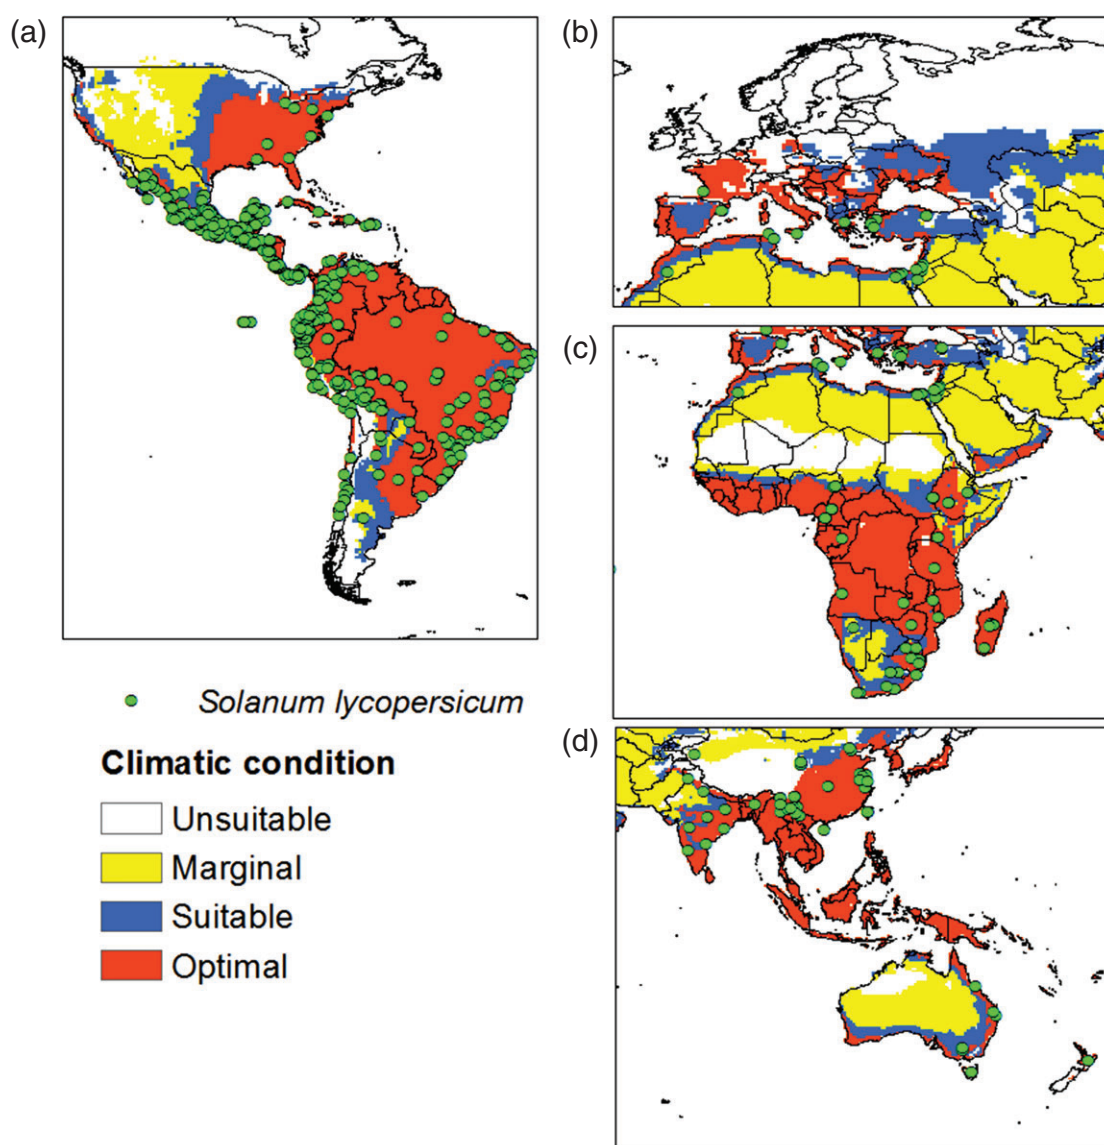 (a)
(b)
(c)
Solanum lycopersicum
(d)
Climatic condition
Unsuitable
Marginal
Suitable
Optimal